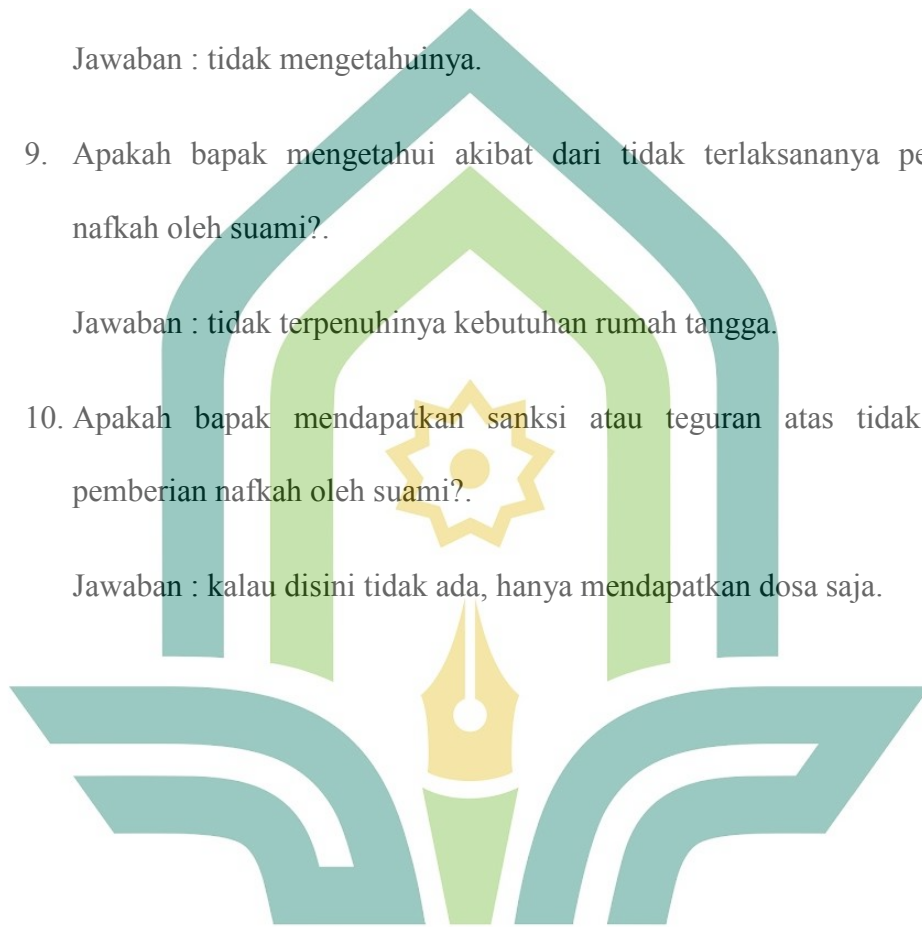 Jawaban : tidak mengetahuinya.
9. Apakah bapak mengetahui akibat dari tidak terlaksananya
nafkah oleh suami?.
Jawaban : tidak terpenuhinya kebutuhan rumah tangga.
10. Apakah bapak mendapatkan sanksi atau teguran atas tidak
pemberian nafkah oleh suami?.
Jawaban : kalau disini tidak ada, hanya mendapatkan dosa saja.